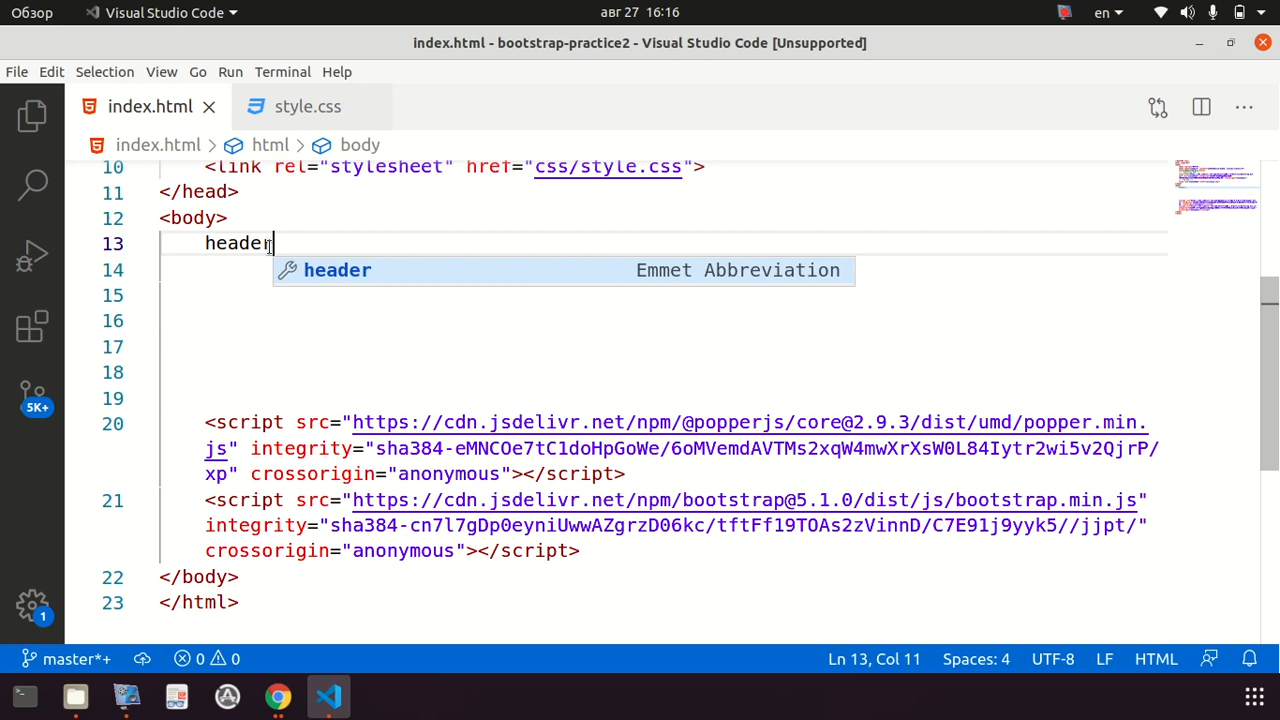 Обзор Visual Studio Code авг 27 16:16 en
index.html - bootstrap-practice2 - Visual Studio Code [Unsupported]
File Edit Selection View Go Run Terminal Help
index.html style.css
index.html html body
10 <link rel="stylesheet" href="css/style.css">
11 </head>
12 <body>
13 header
14 header Emmet Abbreviation
15
16
17
18
19
20 <script src="https://cdn.jsdelivr.net/npm/@popperjs/core@2.9.3/dist/umd/popper.min.
js" integrity="sha384-eMNCOe7tC1doHpGoWe/6oMVemdAVTMs2xqW4mwXrXsW0L84Iytr2wi5v2QjrP/
xp" crossorigin="anonymous"></script>
21 <script src="https://cdn.jsdelivr.net/npm/bootstrap@5.1.0/dist/js/bootstrap.min.js"
integrity="sha384-cn7l7gDp0eyniUwwAZgrzD06kc/tftFf19TOAs2zVinnD/C7E91j9yyk5//jjpt/"
crossorigin="anonymous"></script>
22 </body>
23 </html>
5K+
1
master*+ 0 0 Ln 13, Col 11 Spaces: 4 UTF-8 LF HTML